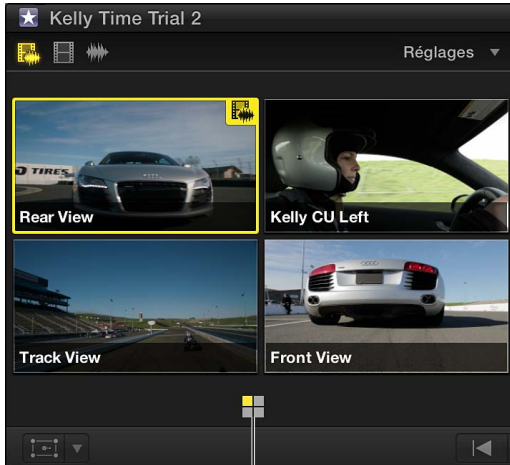 Kelly Time Trial 2
Réglages
TIRES
Rear View
Kelly CU Left
Track View
Front View